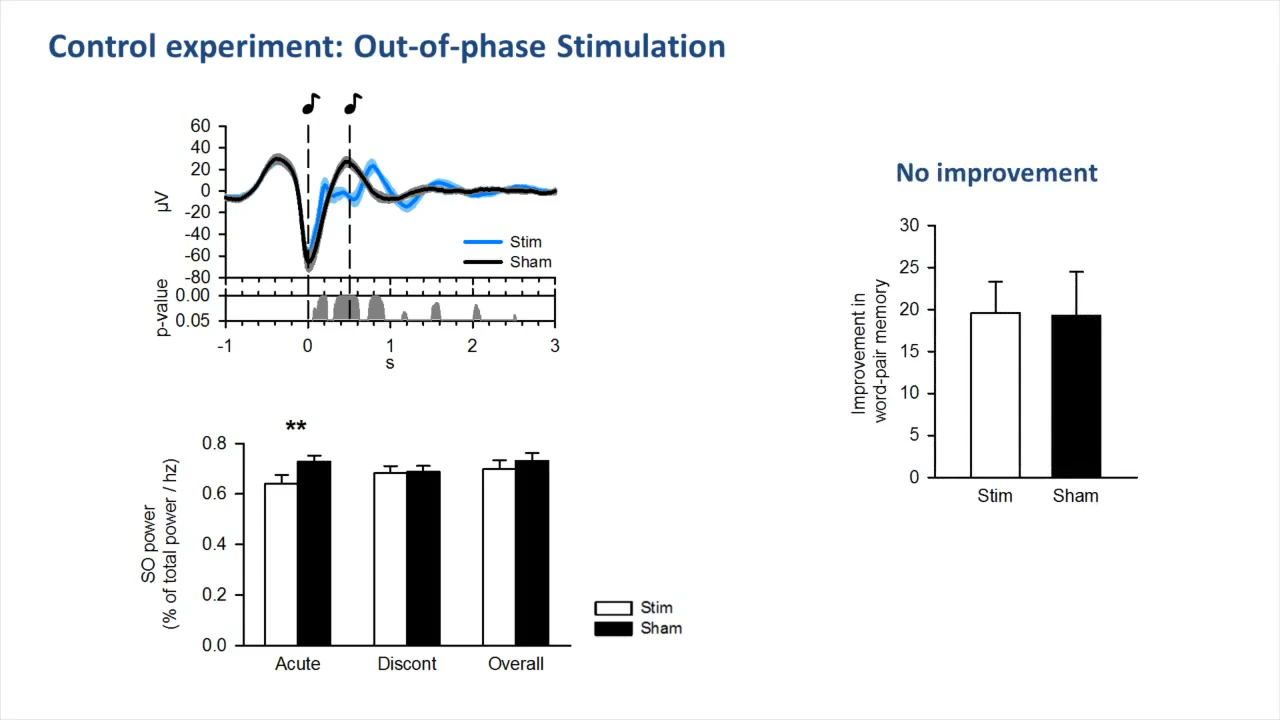 Control experiment: Out-of-phase Stimulation
60
40
20
0
-20
-40
-60
-80
µV
Stim
Sham
0.00
0.05
p-value
-1
0
1
2
3
s
No improvement
30
25
20
15
10
5
0
Improvement in
word-pair memory
Stim
Sham
**
0.8
0.6
0.4
0.2
0.0
SO power
(% of total power / hz)
Acute
Discont
Overall
Stim
Sham